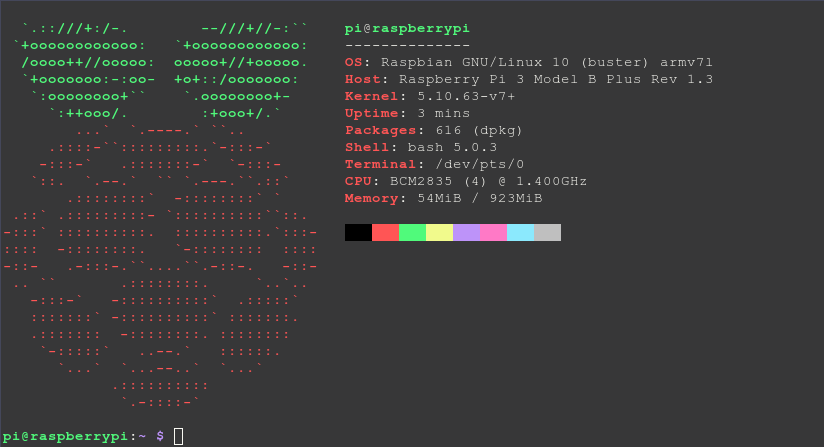 pi@raspberrypi
--------------
OS: Raspbian GNU/Linux 10 (buster) armv7l
Host: Raspberry Pi 3 Model B Plus Rev 1.3
Kernel: 5.10.63-v7+
Uptime: 3 mins
Packages: 616 (dpkg)
Shell: bash 5.0.3
Terminal: /dev/pts/0
CPU: BCM2835 (4) @ 1.400GHz
Memory: 54MiB / 923MiB
pi@raspberrypi:~ $